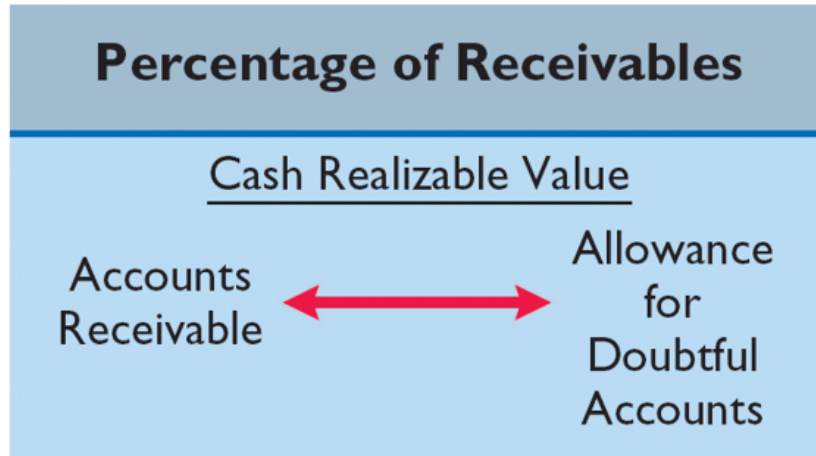 Percentage of Receivables
Cash Realizable Value
Accounts
Receivable
Allowance
for
Doubtful
Accounts